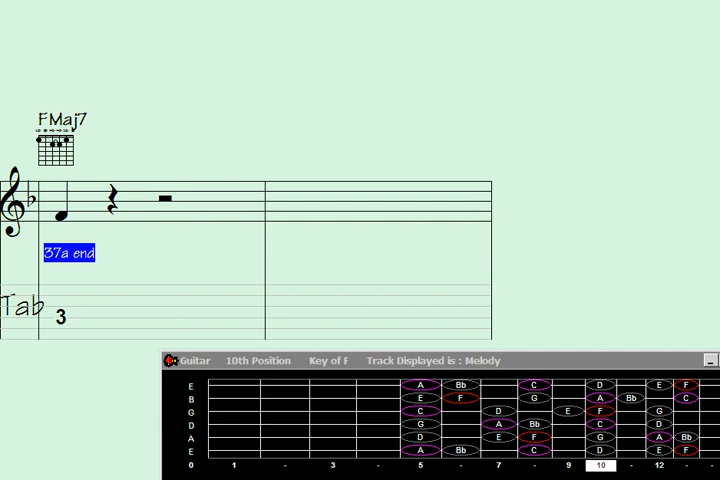 FMaj7
37a end
Tab
3
Guitar 10th Position Key of F Track Displayed is : Melody
E A Bb C D E F
B E F G A Bb C
G C D E F G
D G A Bb C D
A D E F G A Bb
E A Bb C D E F
0 1 - 3 - 5 - 7 - 9 10 - 12 - -